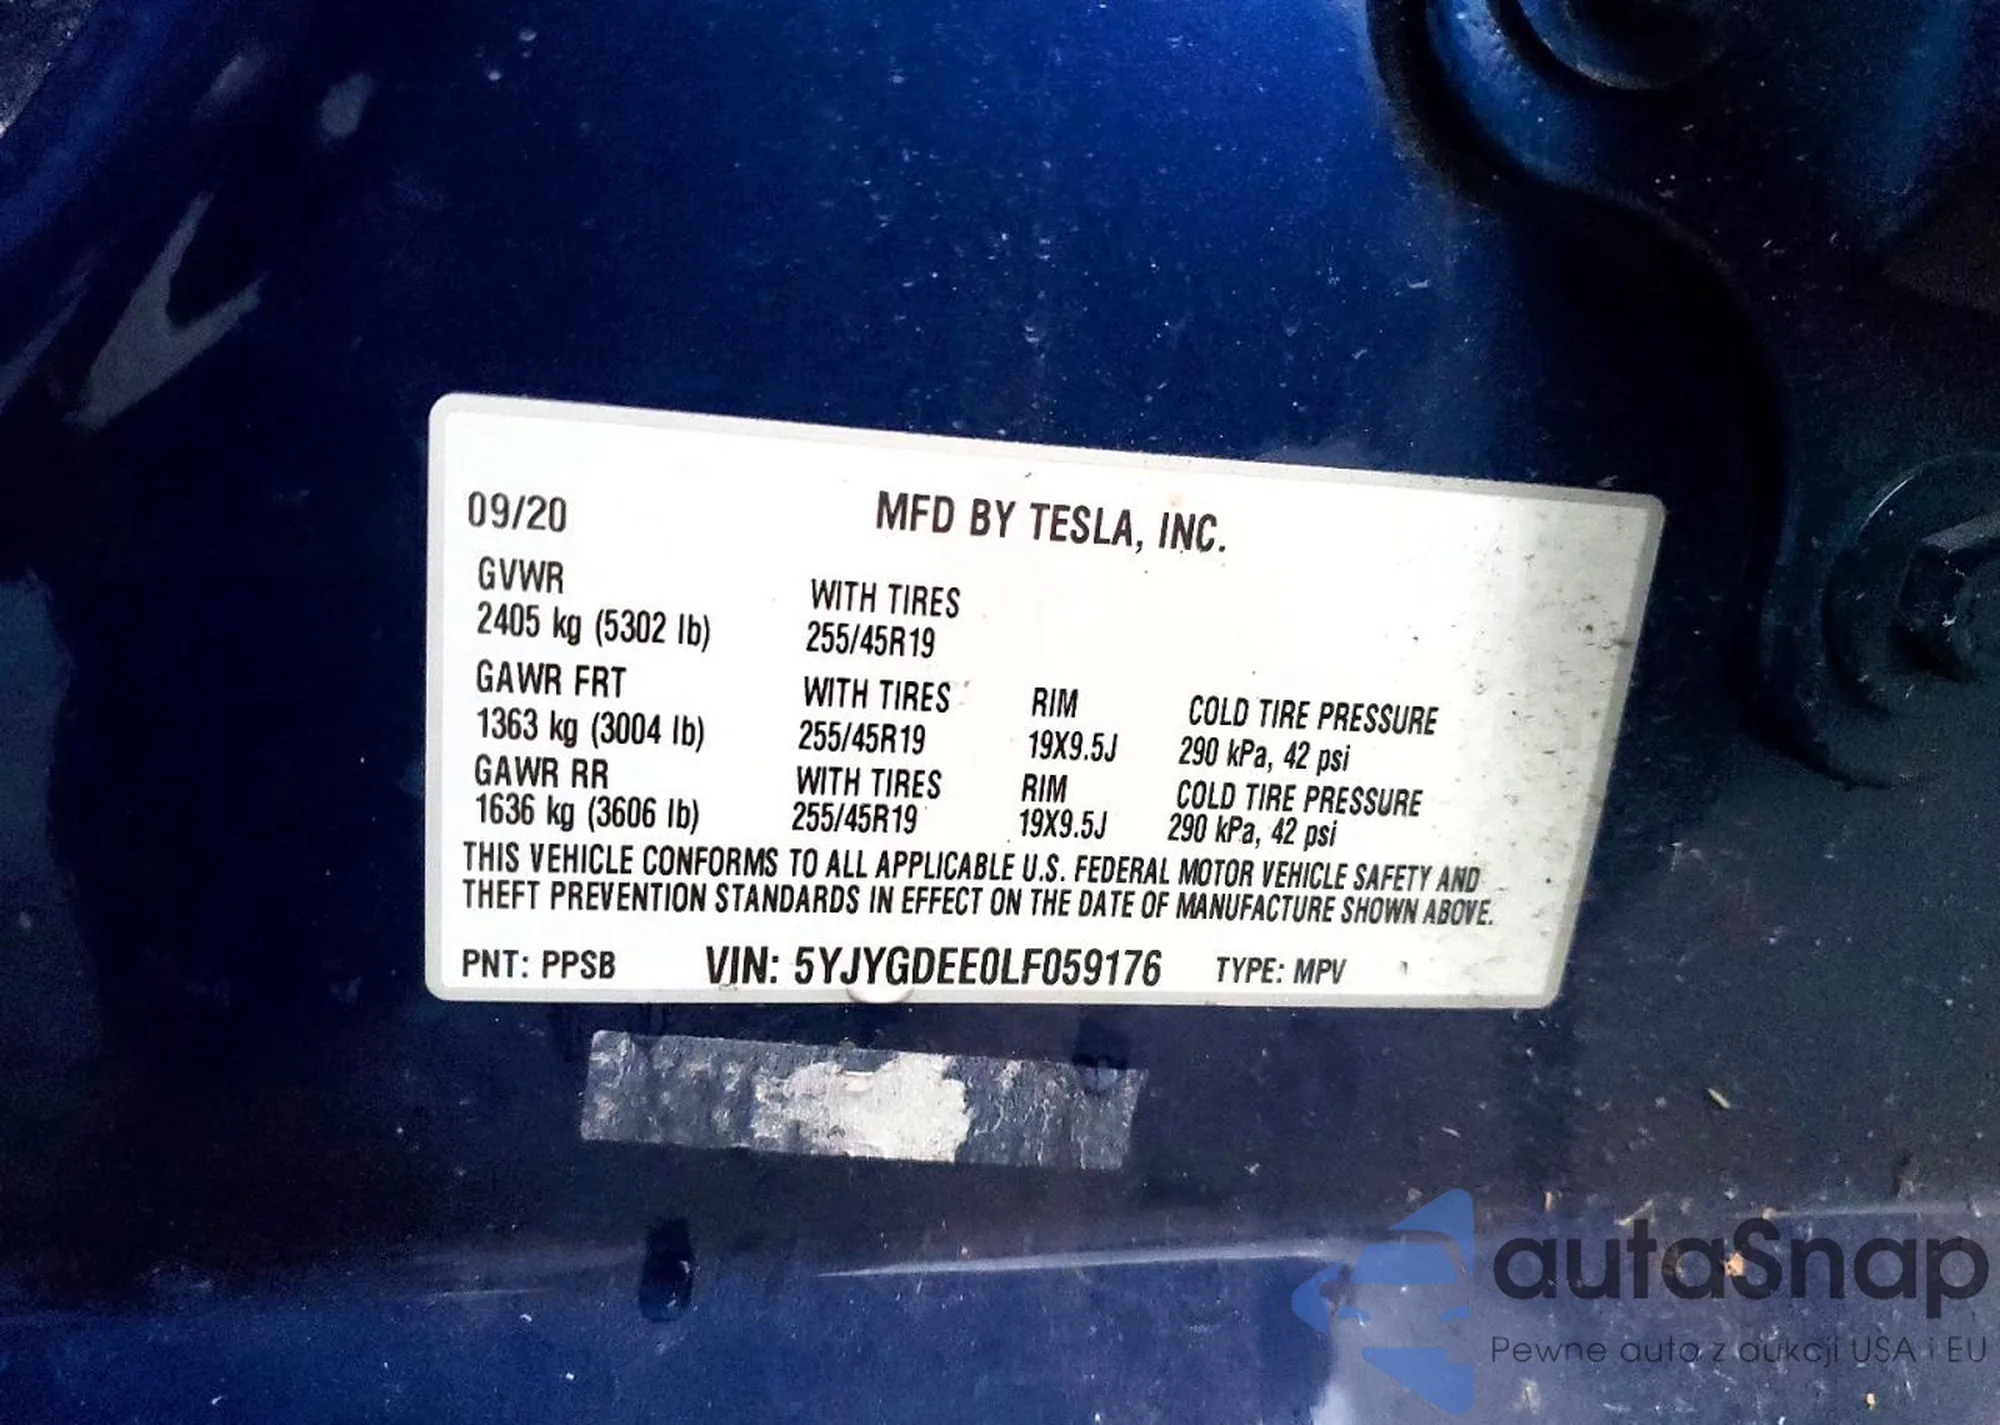 09/20 MFD BY TESLA, INC.
GVWR WITH TIRES
2405 kg (5302 lb) 255/45R19
GAWR FRT WITH TIRES RIM COLD TIRE PRESSURE
1363 kg (3004 lb) 255/45R19 19X9.5J 290 kPa, 42 psi
GAWR RR WITH TIRES RIM COLD TIRE PRESSURE
1636 kg (3606 lb) 255/45R19 19X9.5J 290 kPa, 42 psi
THIS VEHICLE CONFORMS TO ALL APPLICABLE U.S. FEDERAL MOTOR VEHICLE SAFETY AND
THEFT PREVENTION STANDARDS IN EFFECT ON THE DATE OF MANUFACTURE SHOWN ABOVE.
PNT: PPSB VIN: 5YJYGDEE0LF059176 TYPE: MPV
autaSnap
Pewne auta z aukcji USA i EU